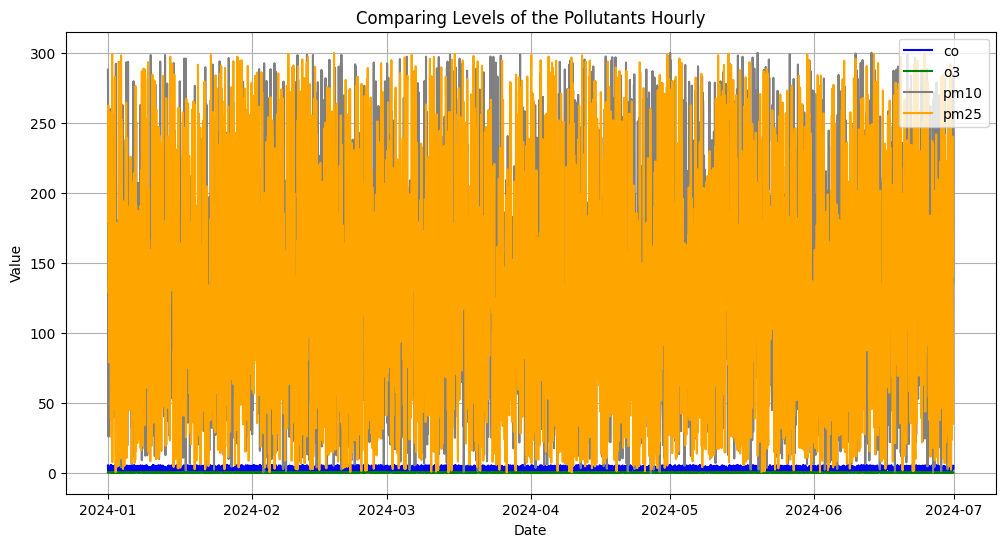 Comparing Levels of the Pollutants Hourly
co
o3
pm10
pm25
300
250
200
150
100
50
0
Value
2024-01 2024-02 2024-03 2024-04 2024-05 2024-06 2024-07
Date